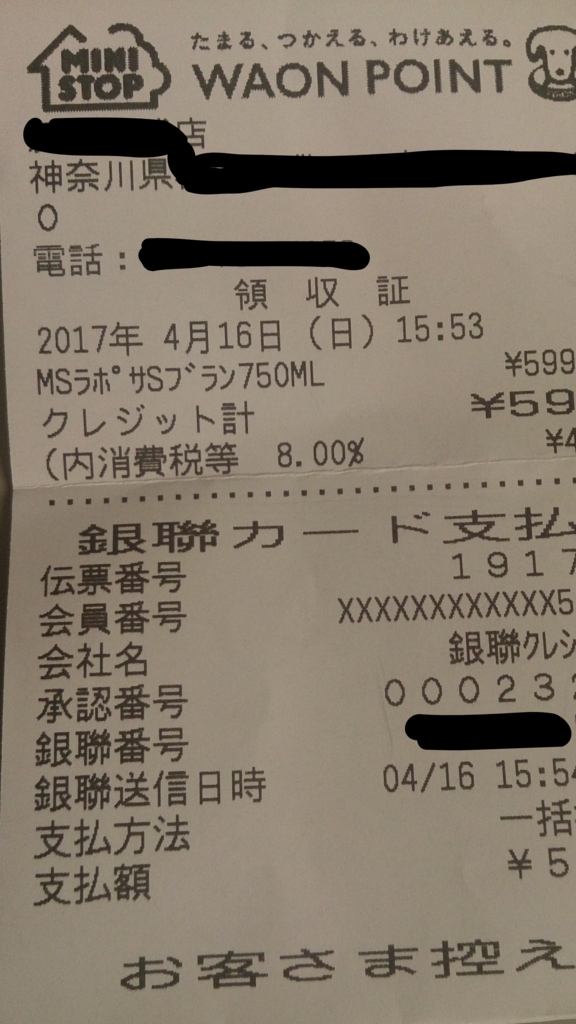 MINI STOP
たまる、つかえる、わけあえる。
WAON POINT
店
神奈川県
0
電話：
領 収 証
2017年 4月16日（日）15:53
MSラポサSブラン750ML ¥599
クレジット計 ¥59
(内消費税等 8.00% ¥4
銀聯カード支払
伝票番号 1917
会員番号 XXXXXXXXXXXX5
会社名 銀聯クレシ
承認番号 000232
銀聯番号
銀聯送信日時 04/16 15:54
支払方法 一括
支払額 ¥5
お客さま控え